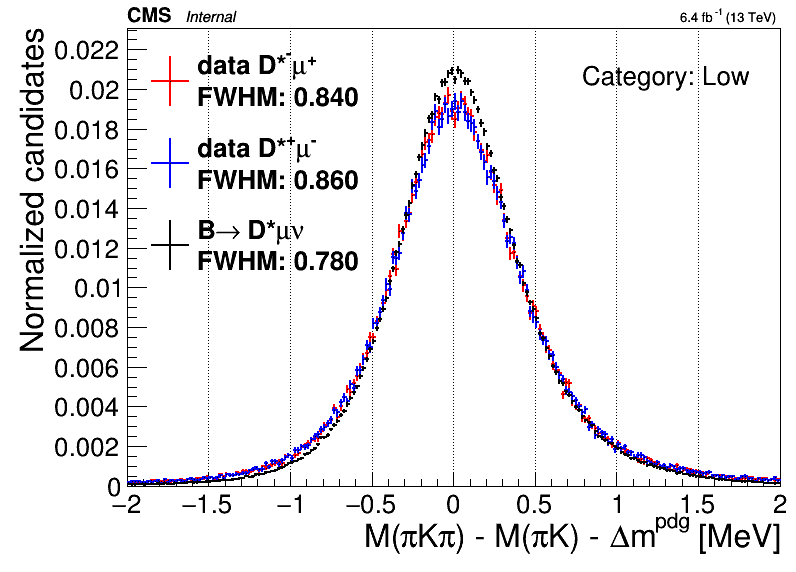 CMS Internal 6.4 fb⁻¹ (13 TeV)
Normalized candidates
0.022
0.02
0.018
0.016
0.014
0.012
0.01
0.008
0.006
0.004
0.002
0
data D*⁻μ⁺
FWHM: 0.840
data D*⁺μ⁻
FWHM: 0.860
B→ D*μν
FWHM: 0.780
Category: Low
−2 −1.5 −1 −0.5 0 0.5 1 1.5 2
M(πKπ) - M(πK) - Δm^pdg [MeV]